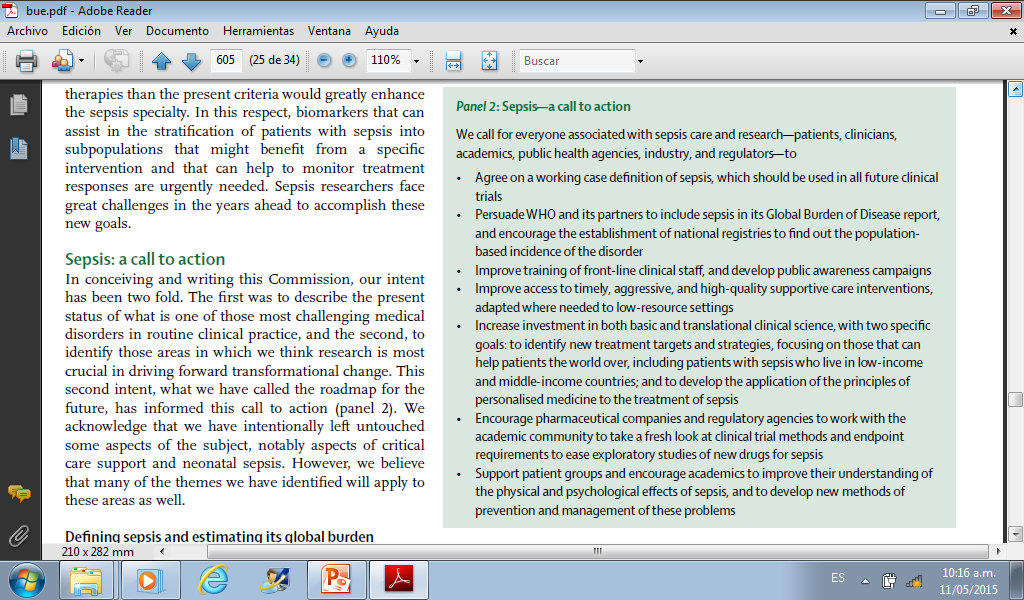 bue.pdf - Adobe Reader
Archivo Edición Ver Documento Herramientas Ventana Ayuda
605 (25 de 34) 110% Buscar
therapies than the present criteria would greatly enhance
the sepsis specialty. In this respect, biomarkers that can
assist in the stratification of patients with sepsis into
subpopulations that might benefit from a specific
intervention and that can help to monitor treatment
responses are urgently needed. Sepsis researchers face
great challenges in the years ahead to accomplish these
new goals.
Sepsis: a call to action
In conceiving and writing this Commission, our intent
has been two fold. The first was to describe the present
status of what is one of those most challenging medical
disorders in routine clinical practice, and the second, to
identify those areas in which we think research is most
crucial in driving forward transformational change. This
second intent, what we have called the roadmap for the
future, has informed this call to action (panel 2). We
acknowledge that we have intentionally left untouched
some aspects of the subject, notably aspects of critical
care support and neonatal sepsis. However, we believe
that many of the themes we have identified will apply to
these areas as well.
Defining sepsis and estimating its global burden
Panel 2: Sepsis—a call to action
We call for everyone associated with sepsis care and research—patients, clinicians,
academics, public health agencies, industry, and regulators—to
• Agree on a working case definition of sepsis, which should be used in all future clinical
trials
• Persuade WHO and its partners to include sepsis in its Global Burden of Disease report,
and encourage the establishment of national registries to find out the population-
based incidence of the disorder
• Improve training of front-line clinical staff, and develop public awareness campaigns
• Improve access to timely, aggressive, and high-quality supportive care interventions,
adapted where needed to low-resource settings
• Increase investment in both basic and translational clinical science, with two specific
goals: to identify new treatment targets and strategies, focusing on those that can
help patients the world over, including patients with sepsis who live in low-income
and middle-income countries; and to develop the application of the principles of
personalised medicine to the treatment of sepsis
• Encourage pharmaceutical companies and regulatory agencies to work with the
academic community to take a fresh look at clinical trial methods and endpoint
requirements to ease exploratory studies of new drugs for sepsis
• Support patient groups and encourage academics to improve their understanding of
the physical and psychological effects of sepsis, and to develop new methods of
prevention and management of these problems
210 x 282 mm
ES
10:16 a.m.
11/05/2015